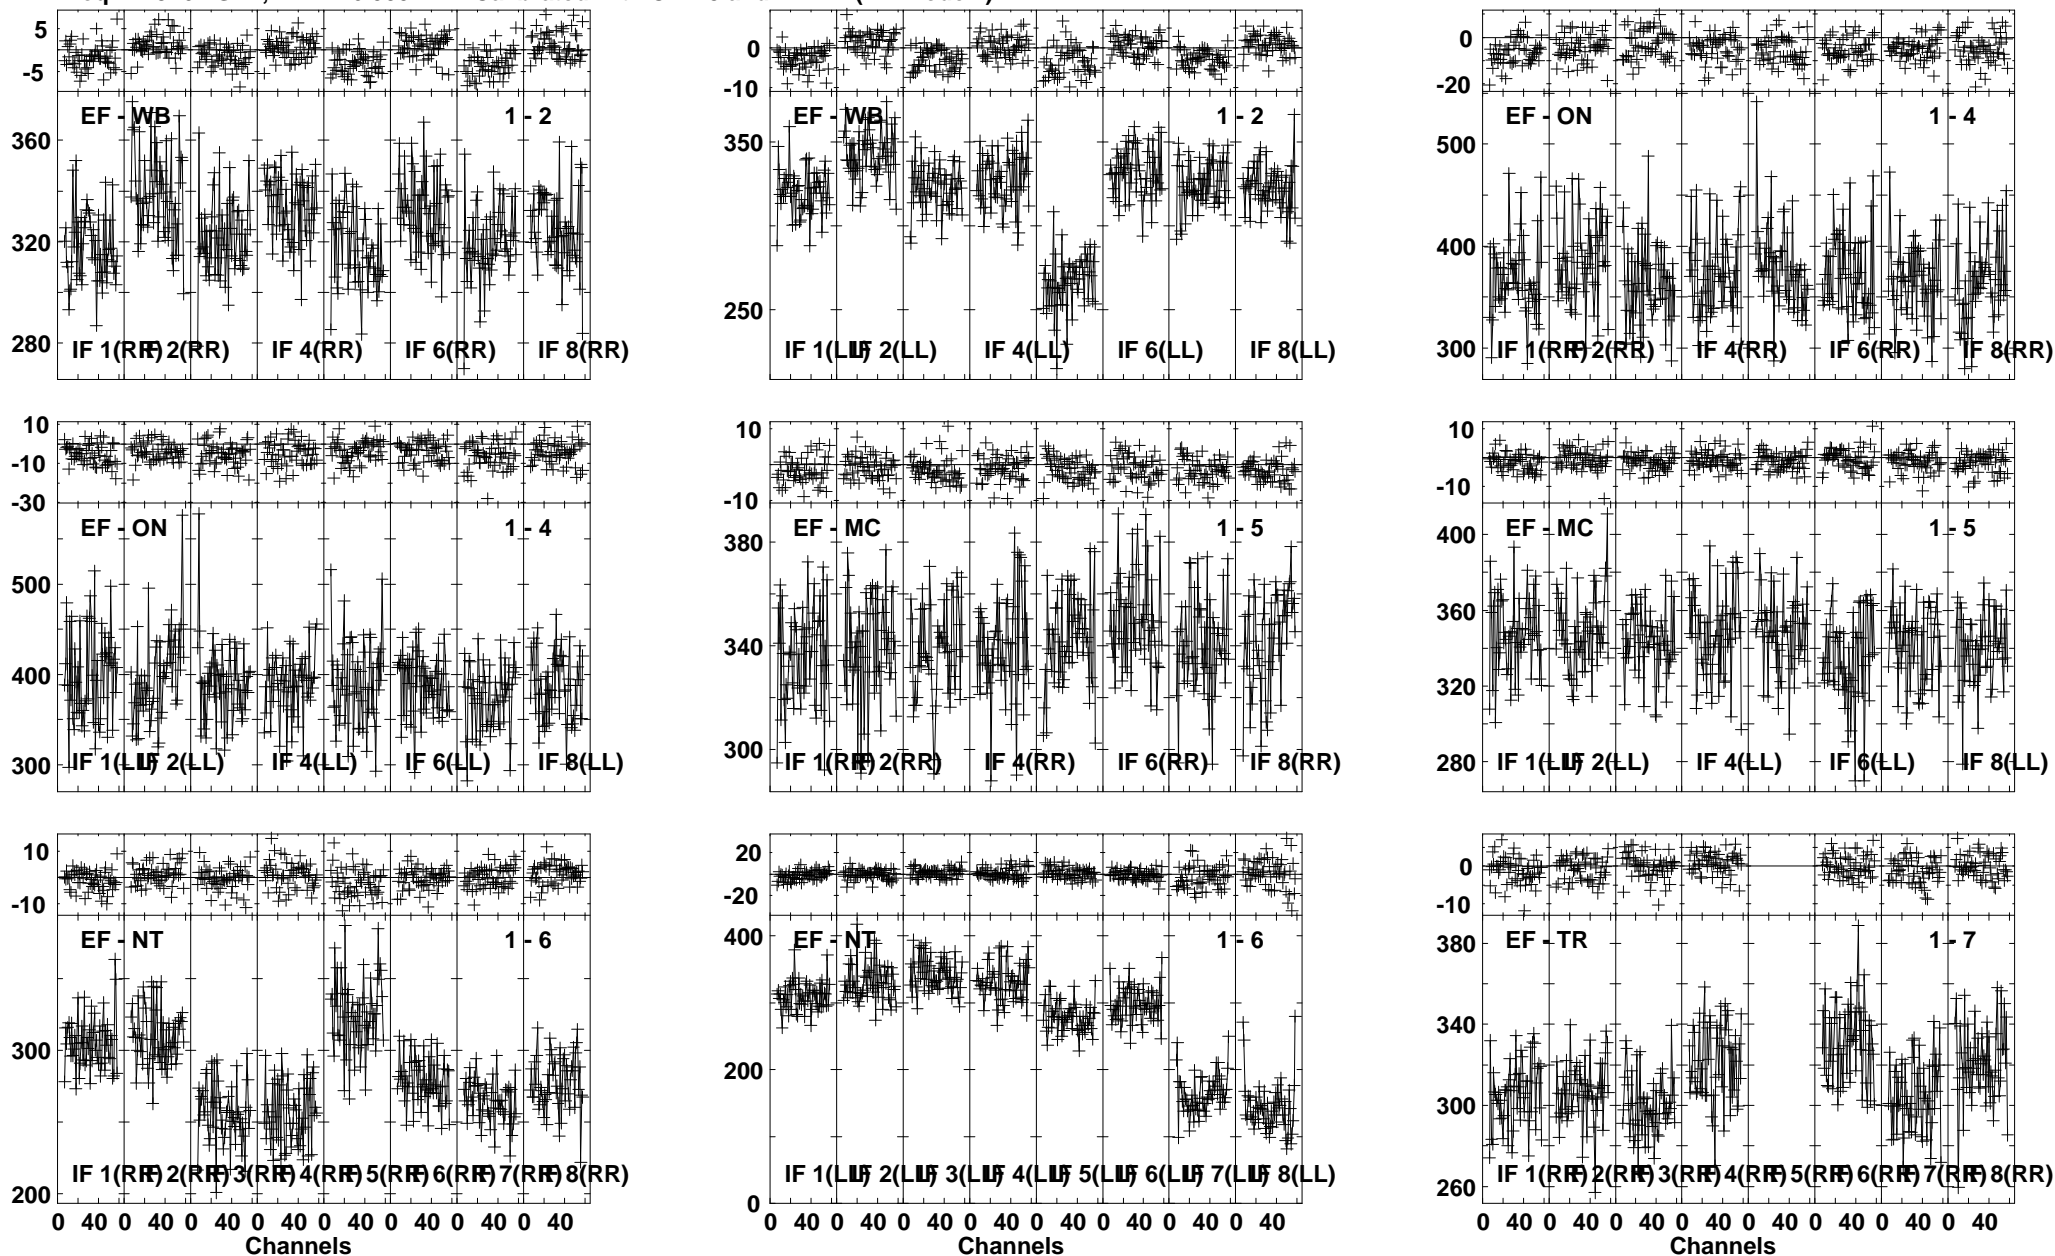 5
-5
EF - WB
1 - 2
360
320
280
IF 1(RR)
IF 2(RR)
IF 4(RR)
IF 6(RR)
IF 8(RR)
0
-10
EF - WB
1 - 2
350
250
IF 1(LL)
IF 2(LL)
IF 4(LL)
IF 6(LL)
IF 8(LL)
0
-20
EF - ON
1 - 4
500
400
300
IF 1(RR)
IF 2(RR)
IF 4(RR)
IF 6(RR)
IF 8(RR)
10
-10
-30
EF - ON
1 - 4
500
400
300
IF 1(LL)
IF 2(LL)
IF 4(LL)
IF 6(LL)
IF 8(LL)
10
-10
EF - MC
1 - 5
380
340
300
IF 1(RR)
IF 2(RR)
IF 4(RR)
IF 6(RR)
IF 8(RR)
10
-10
EF - MC
1 - 5
400
360
320
280
IF 1(LL)
IF 2(LL)
IF 4(LL)
IF 6(LL)
IF 8(LL)
10
-10
EF - NT
1 - 6
300
200
IF 1(RR)
IF 2(RR)
IF 3(RR)
IF 4(RR)
IF 5(RR)
IF 6(RR)
IF 7(RR)
IF 8(RR)
0 40 0 40 0 40 0 40 0 40 0 40 0 40 0 40
Channels
20
-20
EF - NT
1 - 6
400
200
0
IF 1(LL)
IF 2(LL)
IF 3(LL)
IF 4(LL)
IF 5(LL)
IF 6(LL)
IF 7(LL)
IF 8(LL)
0 40 0 40 0 40 0 40 0 40 0 40 0 40 0 40
Channels
0
-10
EF - TR
1 - 7
380
340
300
260
IF 1(RR)
IF 2(RR)
IF 3(RR)
IF 4(RR)
IF 5(RR)
IF 6(RR)
IF 7(RR)
IF 8(RR)
0 40 0 40 0 40 0 40 0 40 0 40 0 40 0 40
Channels